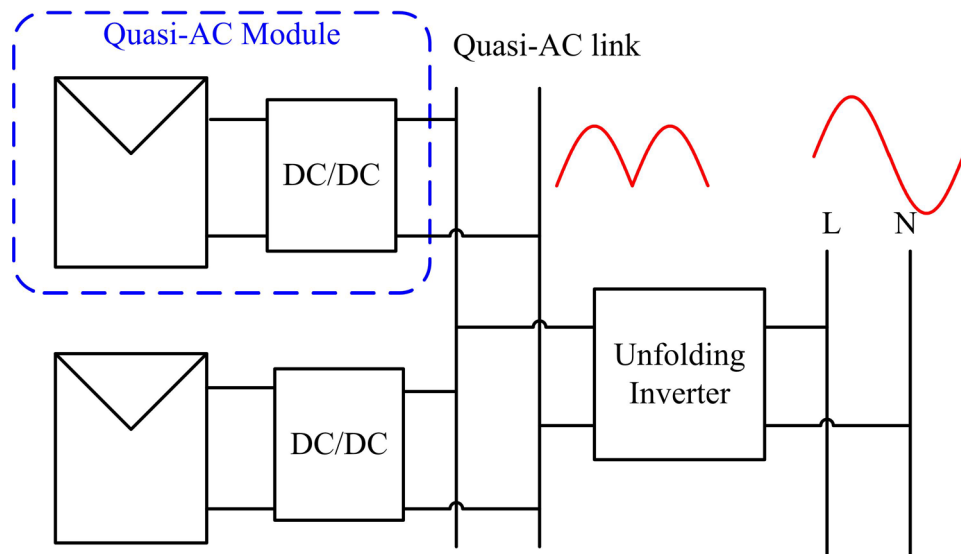 Quasi-AC Module
Quasi-AC link
DC/DC
L N
Unfolding
Inverter
DC/DC